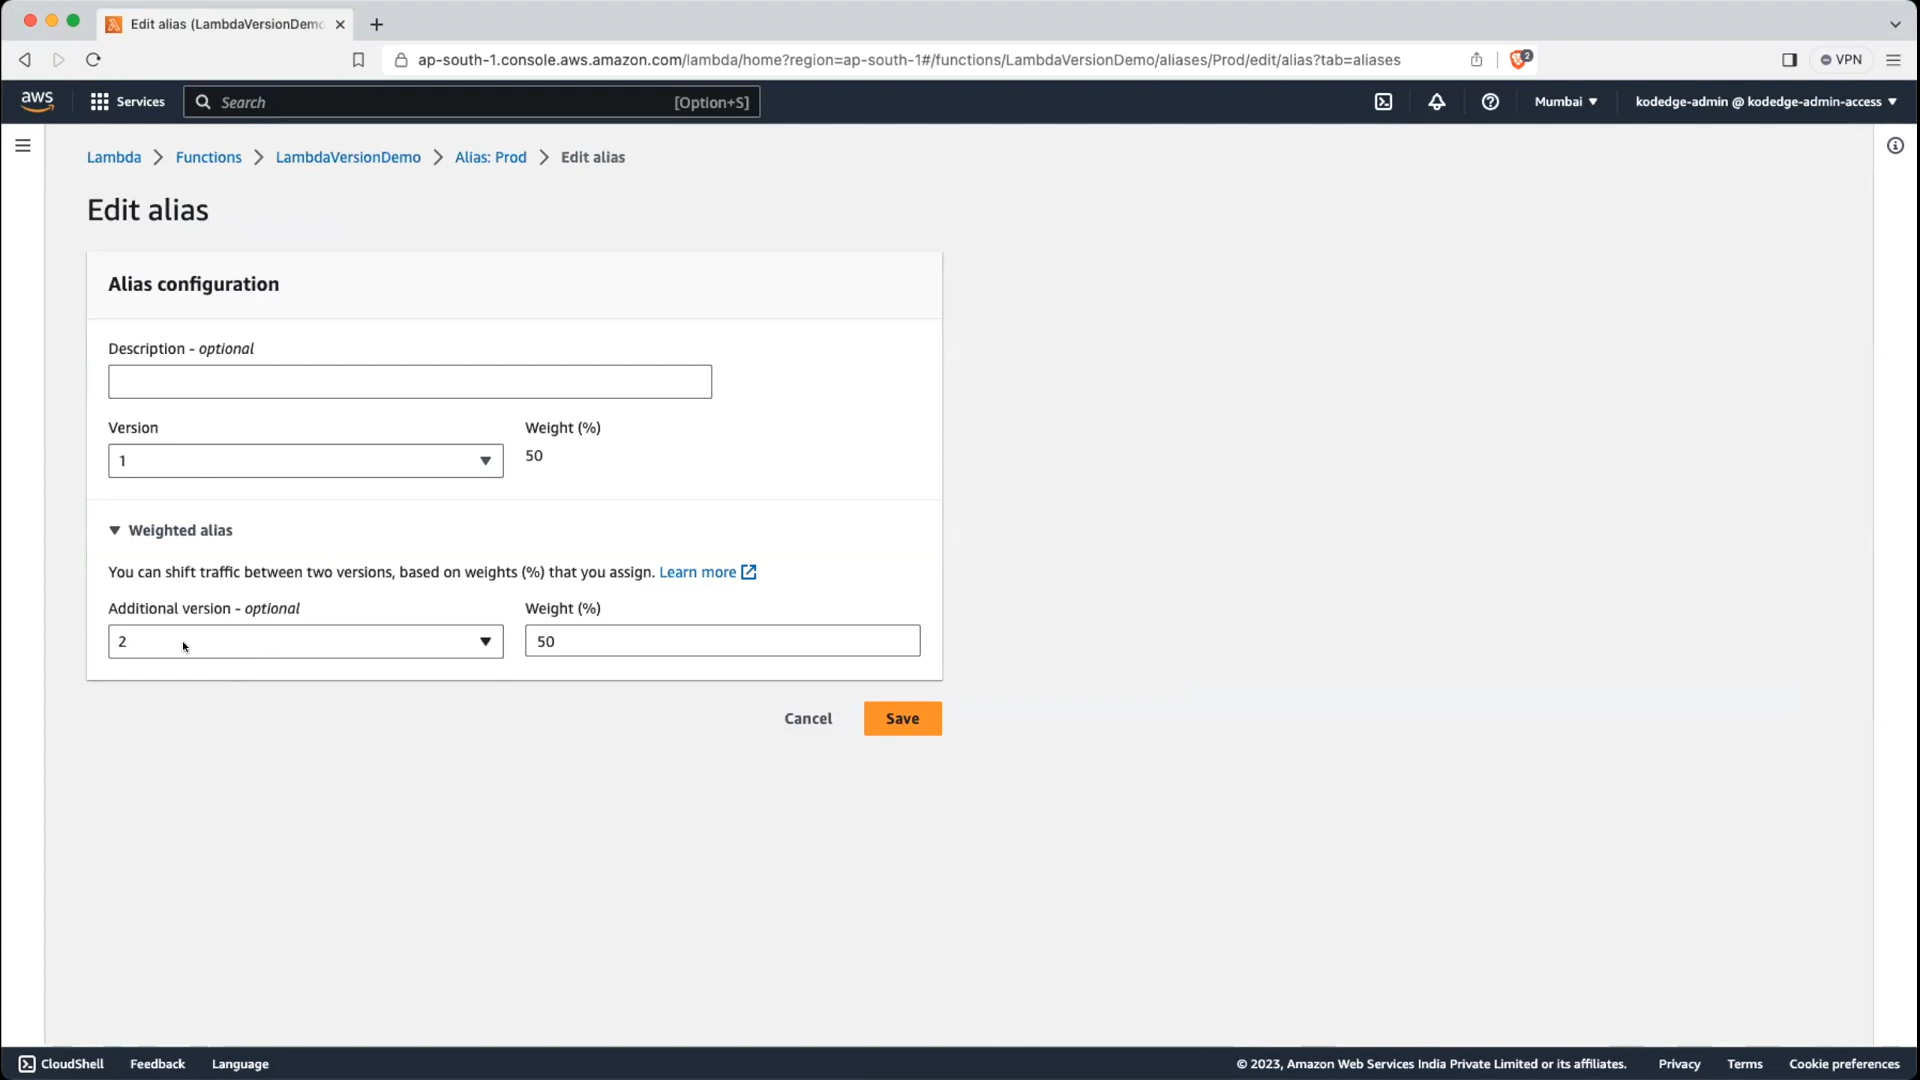 Edit alias (LambdaVersionDemo
ap-south-1.console.aws.amazon.com/lambda/home?region=ap-south-1#/functions/LambdaVersionDemo/aliases/Prod/edit/alias?tab=aliases
2
VPN
aws
Services
Search
[Option+S]
Mumbai
kodedge-admin @ kodedge-admin-access
Lambda > Functions > LambdaVersionDemo > Alias: Prod > Edit alias
Edit alias
Alias configuration
Description - optional
Version
Weight (%)
1
50
Weighted alias
You can shift traffic between two versions, based on weights (%) that you assign. Learn more
Additional version - optional
Weight (%)
2
50
Cancel
Save
CloudShell
Feedback
Language
© 2023, Amazon Web Services India Private Limited or its affiliates.
Privacy
Terms
Cookie preferences